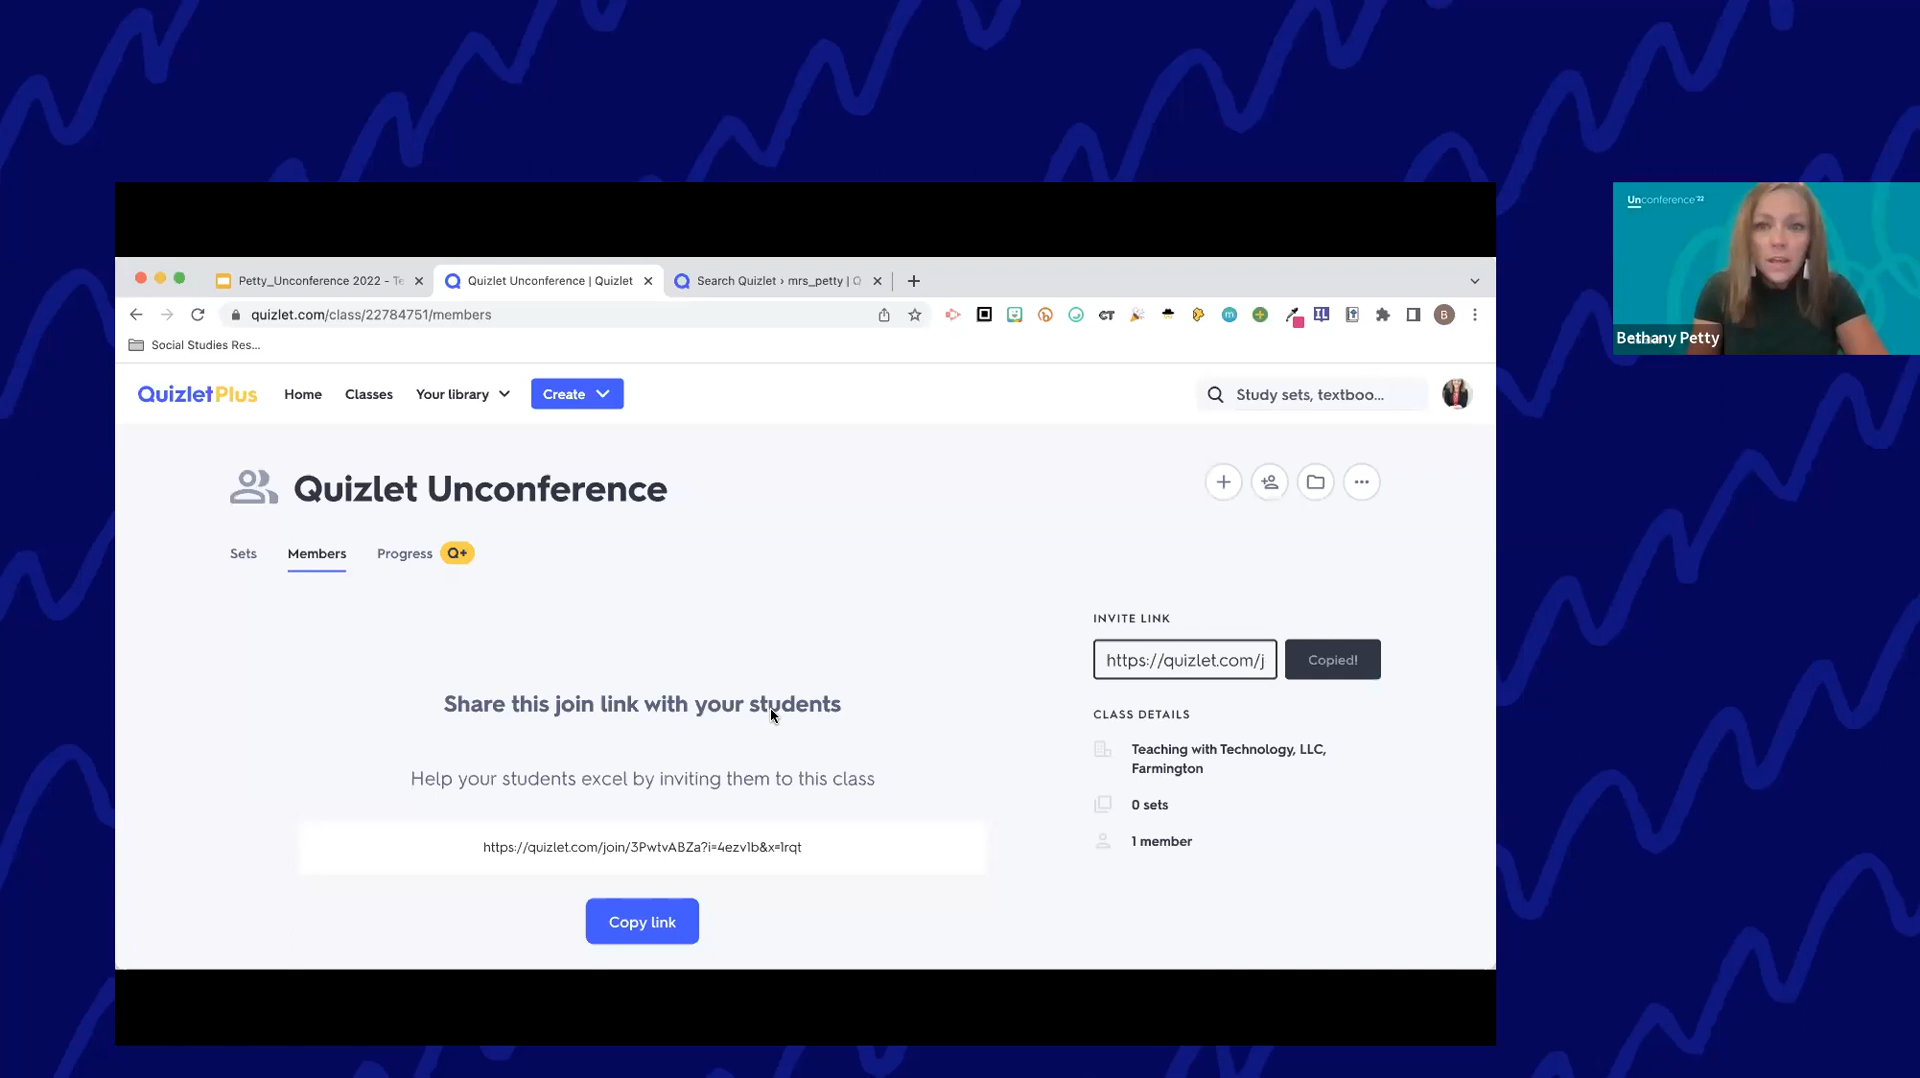 Unconference 22
Bethany Petty
Petty_Unconference 2022 - Te
Quizlet Unconference | Quizlet
Search Quizlet › mrs_petty | Q
quizlet.com/class/22784751/members
CT
m
IL
B
Social Studies Res...
QuizletPlus
Home
Classes
Your library
Create
Study sets, textboo...
Quizlet Unconference
Sets
Members
Progress
Q+
INVITE LINK
https://quizlet.com/j
Copied!
Share this join link with your students
Help your students excel by inviting them to this class
https://quizlet.com/join/3PwtvABZa?i=4ezv1b&x=1rqt
Copy link
CLASS DETAILS
Teaching with Technology, LLC,
Farmington
0 sets
1 member